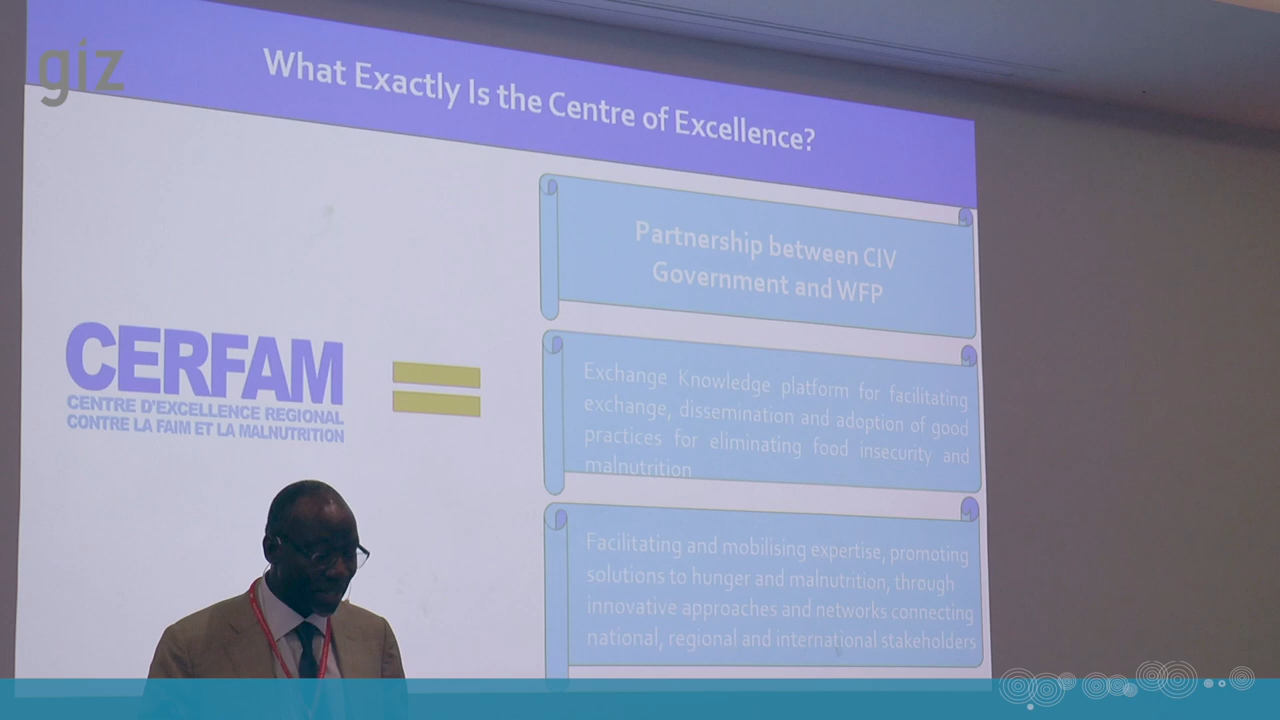 giz
What Exactly Is the Centre of Excellence?
Partnership between CIV
Government and WFP
CERFAM
CENTRE D'EXCELLENCE REGIONAL
CONTRE LA FAIM ET LA MALNUTRITION
Exchange Knowledge platform for facilitating
exchange, dissemination and adoption of good
practices for eliminating food insecurity and
malnutrition
Facilitating and mobilising expertise, promoting
solutions to hunger and malnutrition, through
innovative approaches and networks connecting
national, regional and international stakeholders